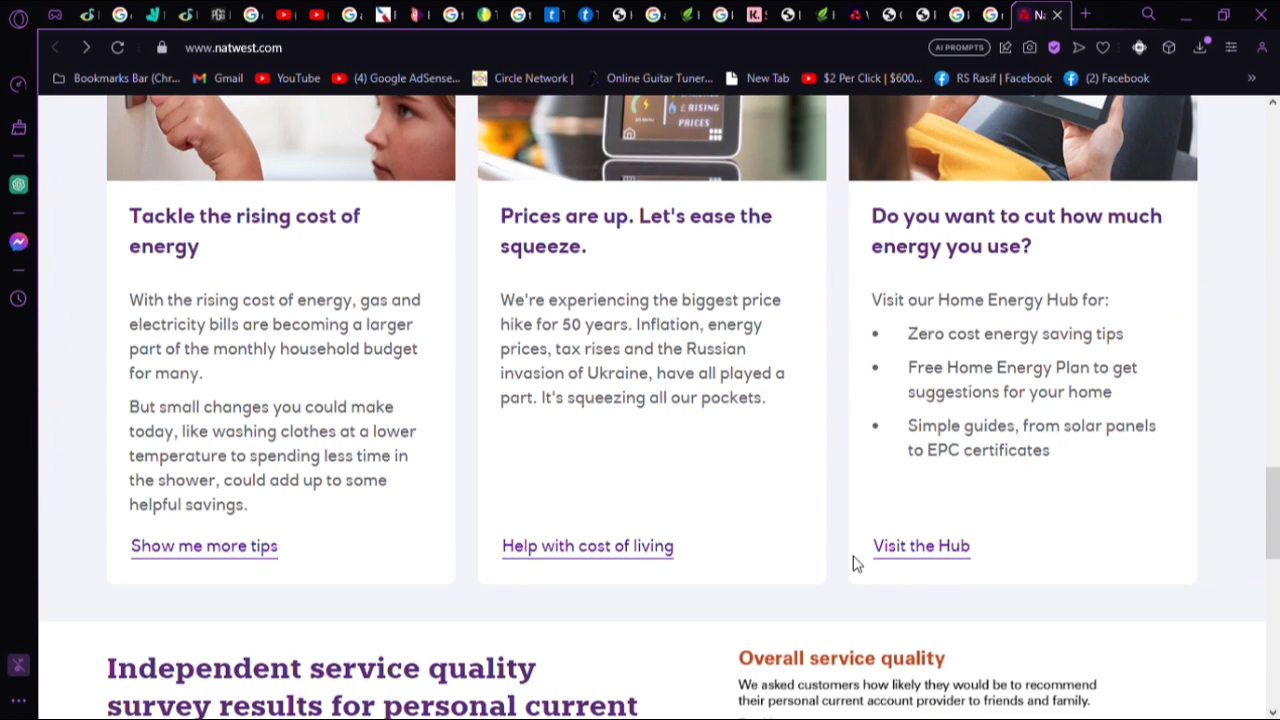 Na
www.natwest.com
AI PROMPTS
Bookmarks Bar (Chr...
Gmail
YouTube
(4) Google AdSense...
Circle Network |
Online Guitar Tuner...
New Tab
$2 Per Click | $600...
RS Rasif | Facebook
(2) Facebook
£ RISING
PRICES
Tackle the rising cost of
energy
With the rising cost of energy, gas and
electricity bills are becoming a larger
part of the monthly household budget
for many.
But small changes you could make
today, like washing clothes at a lower
temperature to spending less time in
the shower, could add up to some
helpful savings.
Show me more tips
Prices are up. Let's ease the
squeeze.
We're experiencing the biggest price
hike for 50 years. Inflation, energy
prices, tax rises and the Russian
invasion of Ukraine, have all played a
part. It's squeezing all our pockets.
Help with cost of living
Do you want to cut how much
energy you use?
Visit our Home Energy Hub for:
• Zero cost energy saving tips
• Free Home Energy Plan to get
suggestions for your home
• Simple guides, from solar panels
to EPC certificates
Visit the Hub
Independent service quality
survey results for personal current
Overall service quality
We asked customers how likely they would be to recommend
their personal current account provider to friends and family.